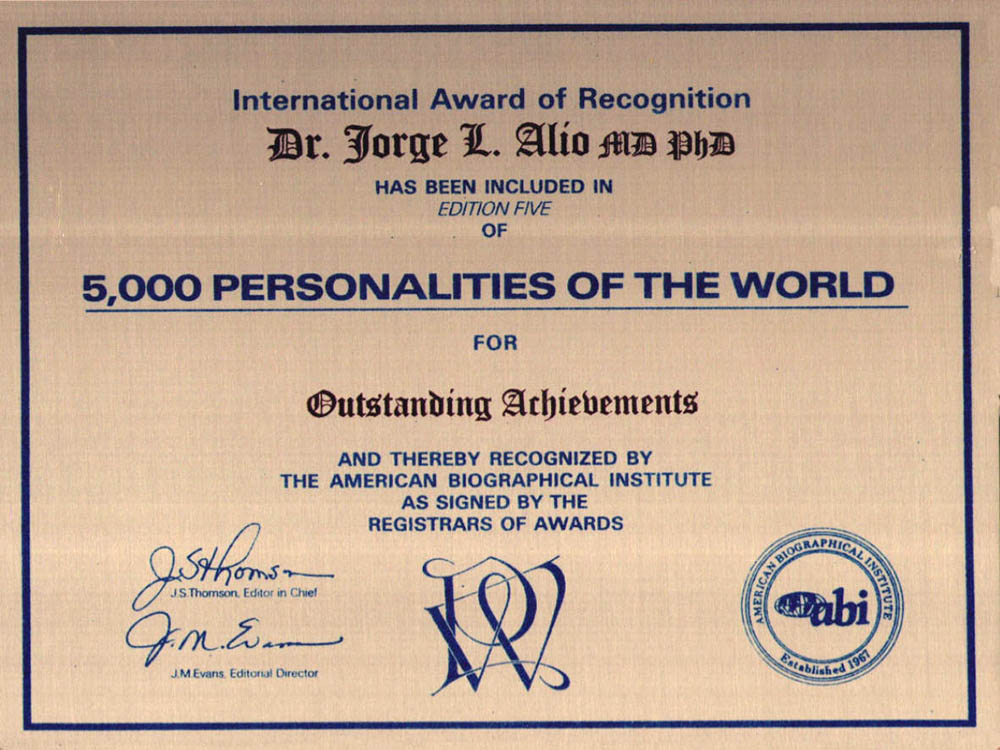 International Award of Recognition
Dr. Jorge L. Alio MD PhD
HAS BEEN INCLUDED IN
EDITION FIVE
OF
5,000 PERSONALITIES OF THE WORLD
FOR
Outstanding Achievements
AND THEREBY RECOGNIZED BY
THE AMERICAN BIOGRAPHICAL INSTITUTE
AS SIGNED BY THE
REGISTRARS OF AWARDS
J.S.Thomson
J.S.Thomson, Editor in Chief
J.M.Evans
J.M.Evans, Editorial Director
AMERICAN BIOGRAPHICAL INSTITUTE
abi
Established 1967